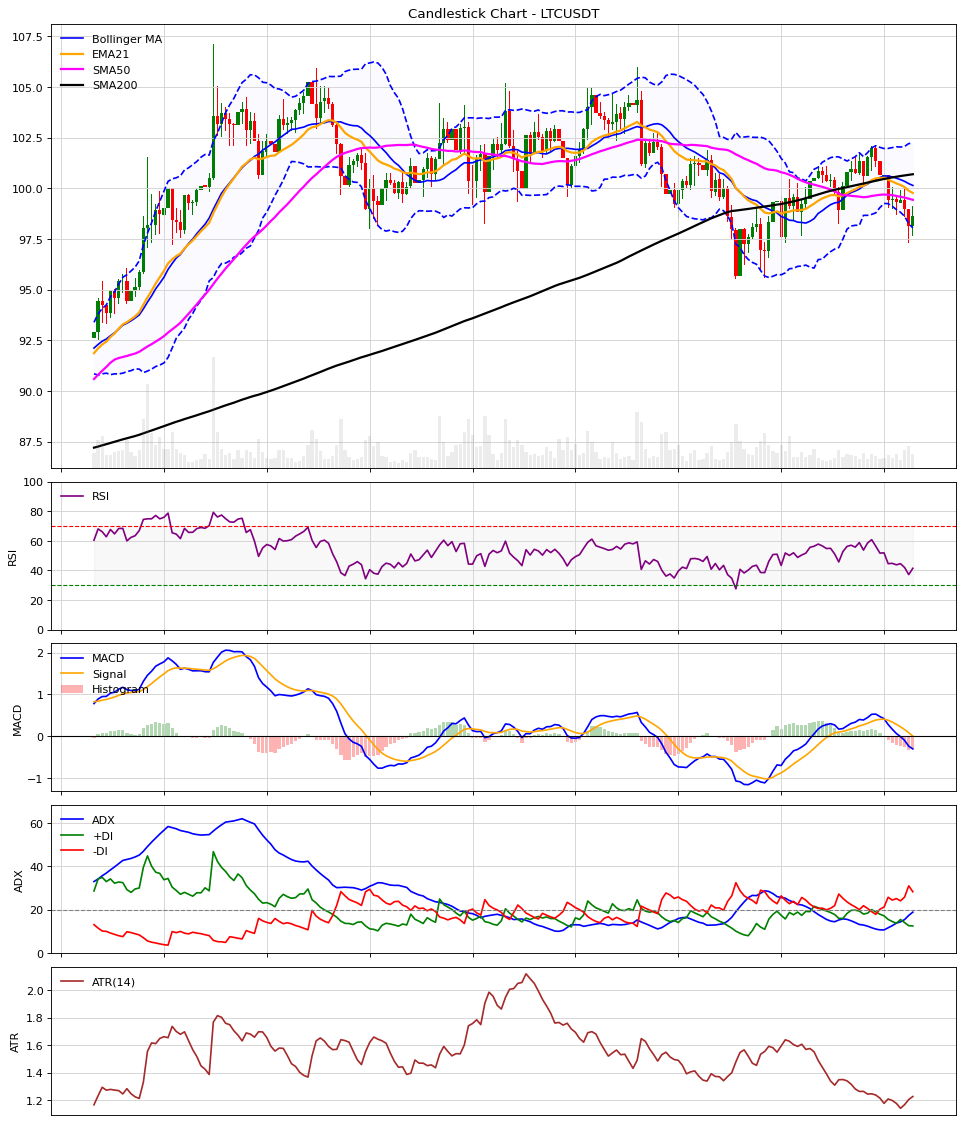 Candlestick Chart - LTCUSDT
107.5
105.0
102.5
100.0
97.5
95.0
92.5
90.0
87.5
Bollinger MA
EMA21
SMA50
SMA200
100
80
60
40
20
0
RSI
RSI
2
1
0
−1
MACD
MACD
Signal
Histogram
60
40
20
0
ADX
ADX
+DI
-DI
2.0
1.8
1.6
1.4
1.2
ATR
ATR(14)